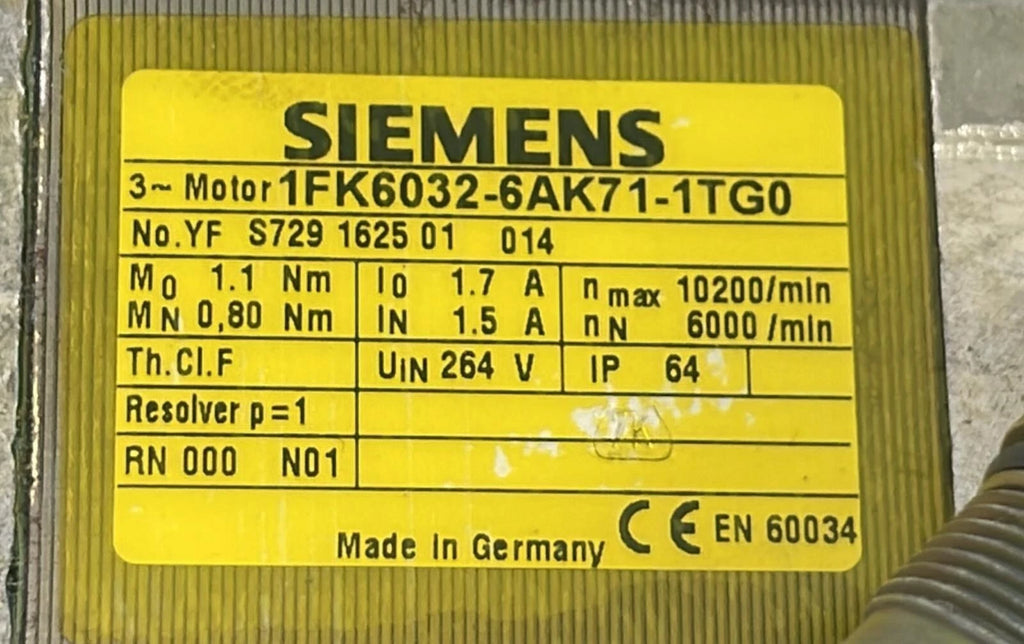 SIEMENS
3~ Motor 1FK6032-6AK71-1TG0
No.YF S729 1625 01 014
M0 1.1 Nm I0 1.7 A nmax 10200/min
MN 0,80 Nm IN 1.5 A nN 6000 /min
Th.Cl.F UIN 264 V IP 64
Resolver p=1
RN 000 N01
Made in Germany CE EN 60034